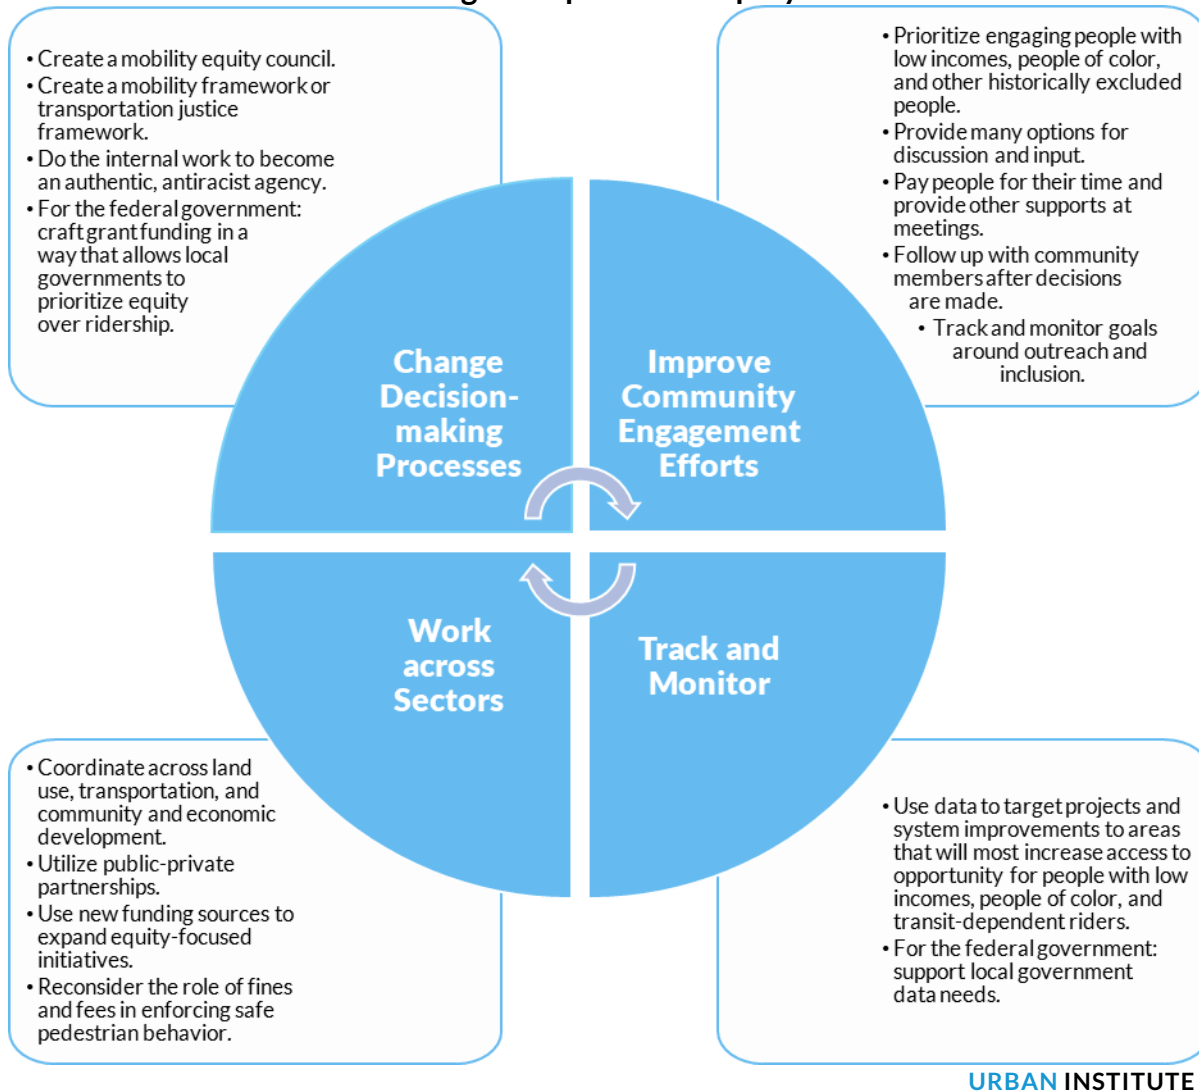 • Create a mobility equity council.
• Create a mobility framework or
transportation justice
framework.
• Do the internal work to become
an authentic, antiracist agency.
• For the federal government:
craft grant funding in a
way that allows local
governments to
prioritize equity
over ridership.
• Prioritize engaging people with
low incomes, people of color,
and other historically excluded
people.
• Provide many options for
discussion and input.
• Pay people for their time and
provide other supports at
meetings.
• Follow up with community
members after decisions
are made.
• Track and monitor goals
around outreach and
inclusion.
Change
Decision-
making
Processes
Improve
Community
Engagement
Efforts
Work
across
Sectors
Track and
Monitor
• Coordinate across land
use, transportation, and
community and economic
development.
• Utilize public-private
partnerships.
• Use new funding sources to
expand equity-focused
initiatives.
• Reconsider the role of fines
and fees in enforcing safe
pedestrian behavior.
• Use data to target projects and
system improvements to areas
that will most increase access to
opportunity for people with low
incomes, people of color, and
transit-dependent riders.
• For the federal government:
support local government
data needs.
URBAN INSTITUTE